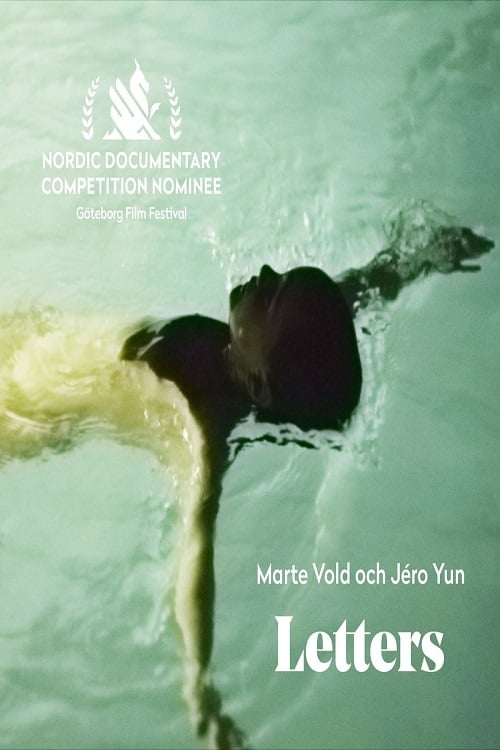 NORDIC DOCUMENTARY
COMPETITION NOMINEE
Göteborg Film Festival
Marte Vold och Jéro Yun
Letters